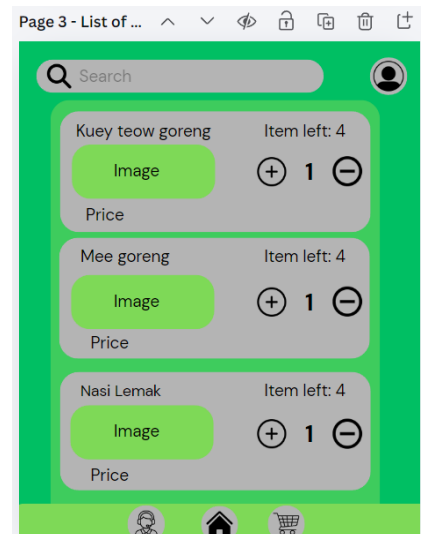 Page 3 - List of ...
Search
Kuey teow goreng Item left: 4
Image 1
Price
Mee goreng Item left: 4
Image 1
Price
Nasi Lemak Item left: 4
Image 1
Price